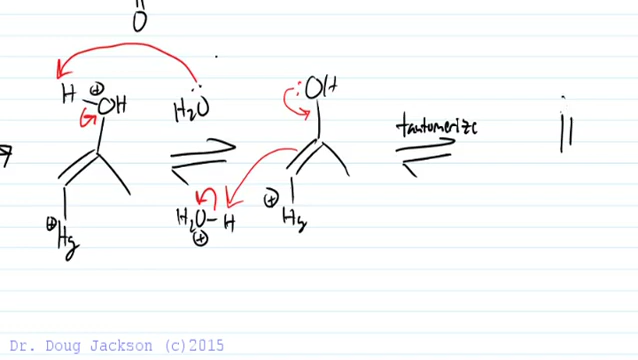 O
H ⊕ OH
H₂O
:OH
tautomerize
⊕Hg
H₂O-H
⊕
⊕
Hg
Dr. Doug Jackson (c)2015